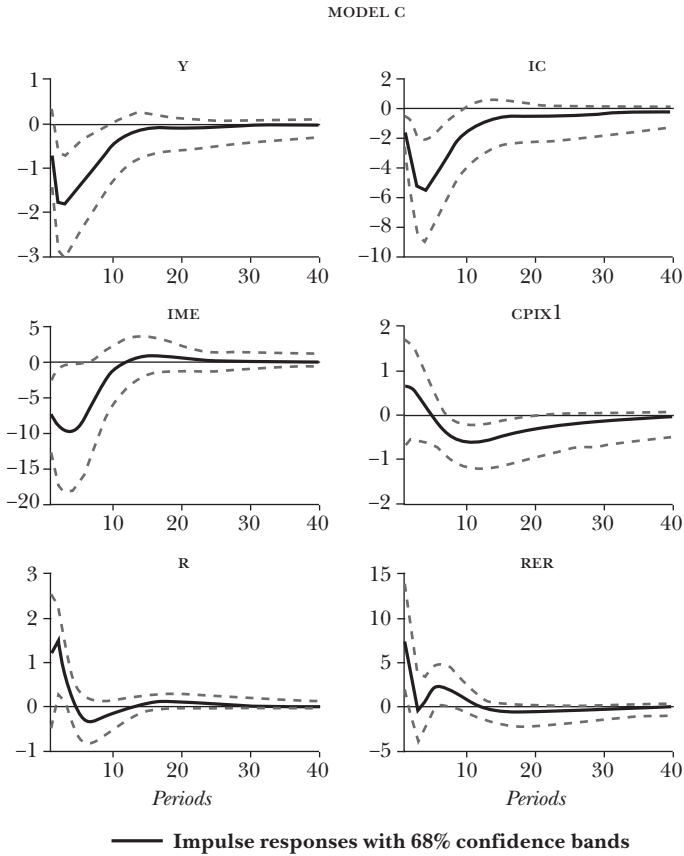 MODEL C
Y
1
0
–1
–2
–3
10 20 30 40
IC
2
0
–2
–4
–6
–8
–10
10 20 30 40
IME
5
0
–5
–10
–15
–20
10 20 30 40
CPIX1
2
1
0
–1
–2
10 20 30 40
R
3
2
1
0
–1
10 20 30 40
Periods
RER
15
10
5
0
–5
10 20 30 40
Periods
Impulse responses with 68% confidence bands